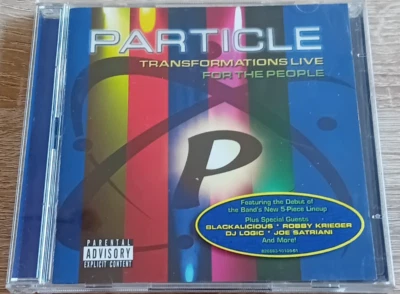 PARTICLE
TRANSFORMATIONS LIVE
FOR THE PEOPLE
P
Featuring the Debut of
the Band's New 5-Piece Lineup
Plus Special Guests
BLACKALICIOUS * ROBBY KRIEGER
DJ LOGIC * JOE SATRIANI
And More!
PARENTAL
ADVISORY
EXPLICIT CONTENT